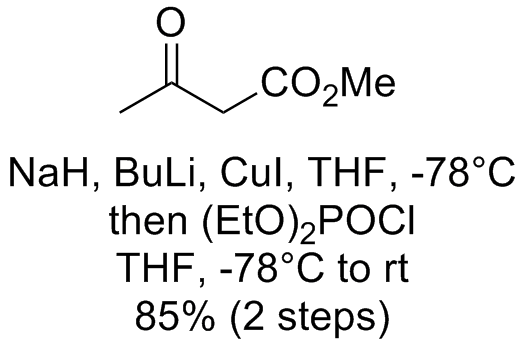 O
CO₂Me
NaH, BuLi, CuI, THF, -78°C
then (EtO)₂POCl
THF, -78°C to rt
85% (2 steps)